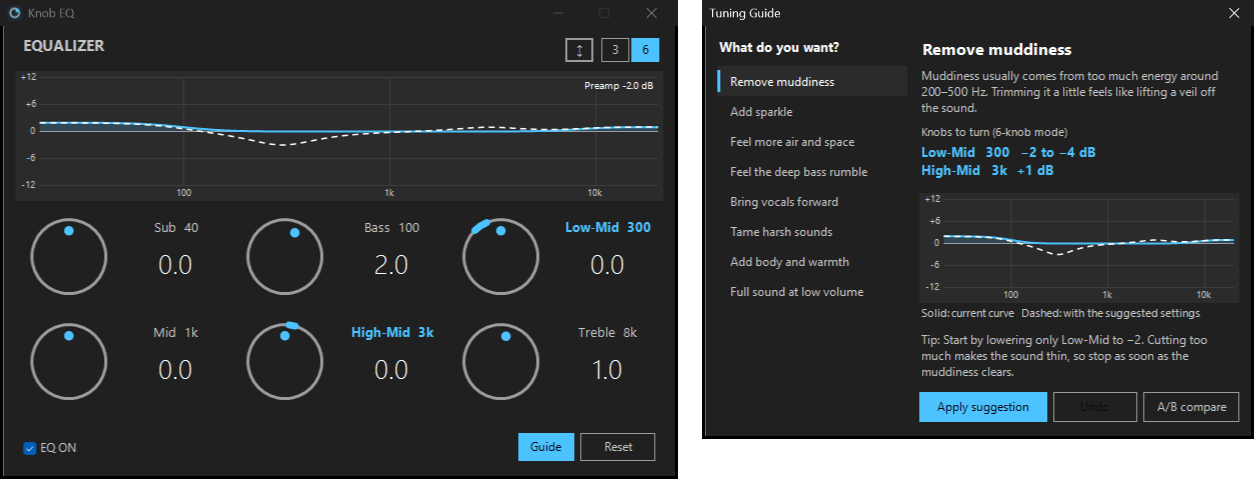 Knob EQ
EQUALIZER
↕ 3 6
Preamp -2.0 dB
+12
+6
0
-6
-12
100 1k 10k
Sub 40
0.0
Bass 100
2.0
Low-Mid 300
0.0
Mid 1k
0.0
High-Mid 3k
0.0
Treble 8k
1.0
EQ ON
Guide
Reset
Tuning Guide
What do you want?
Remove muddiness
Add sparkle
Feel more air and space
Feel the deep bass rumble
Bring vocals forward
Tame harsh sounds
Add body and warmth
Full sound at low volume
Remove muddiness
Muddiness usually comes from too much energy around
200–500 Hz. Trimming it a little feels like lifting a veil off
the sound.
Knobs to turn (6-knob mode)
Low-Mid 300 −2 to −4 dB
High-Mid 3k +1 dB
+12
+6
0
-6
-12
100 1k 10k
Solid: current curve Dashed: with the suggested settings
Tip: Start by lowering only Low-Mid to −2. Cutting too
much makes the sound thin, so stop as soon as the
muddiness clears.
Apply suggestion
Undo
A/B compare